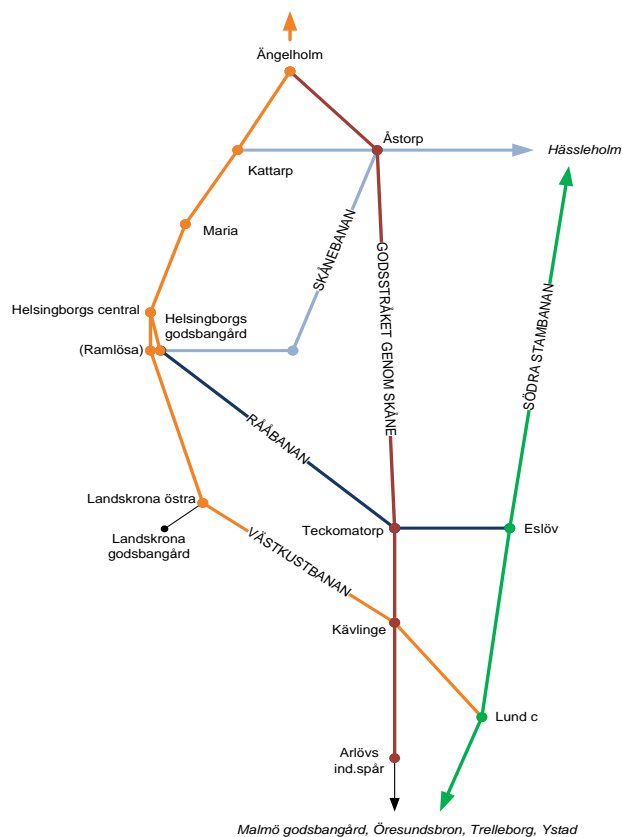 Ängelholm
Åstorp
Hässleholm
Kattarp
Maria
SKÅNEBANAN
GODSSTRÅKET GENOM SKÅNE
SÖDRA STAMBANAN
Helsingborgs central
Helsingborgs
godsbangård
(Ramlösa)
RÅÅBANAN
Landskrona östra
Landskrona
godsbangård
VÄSTKUSTBANAN
Teckomatorp
Eslöv
Kävlinge
Lund c
Arlövs
ind.spår
Malmö godsbangård, Öresundsbron, Trelleborg, Ystad